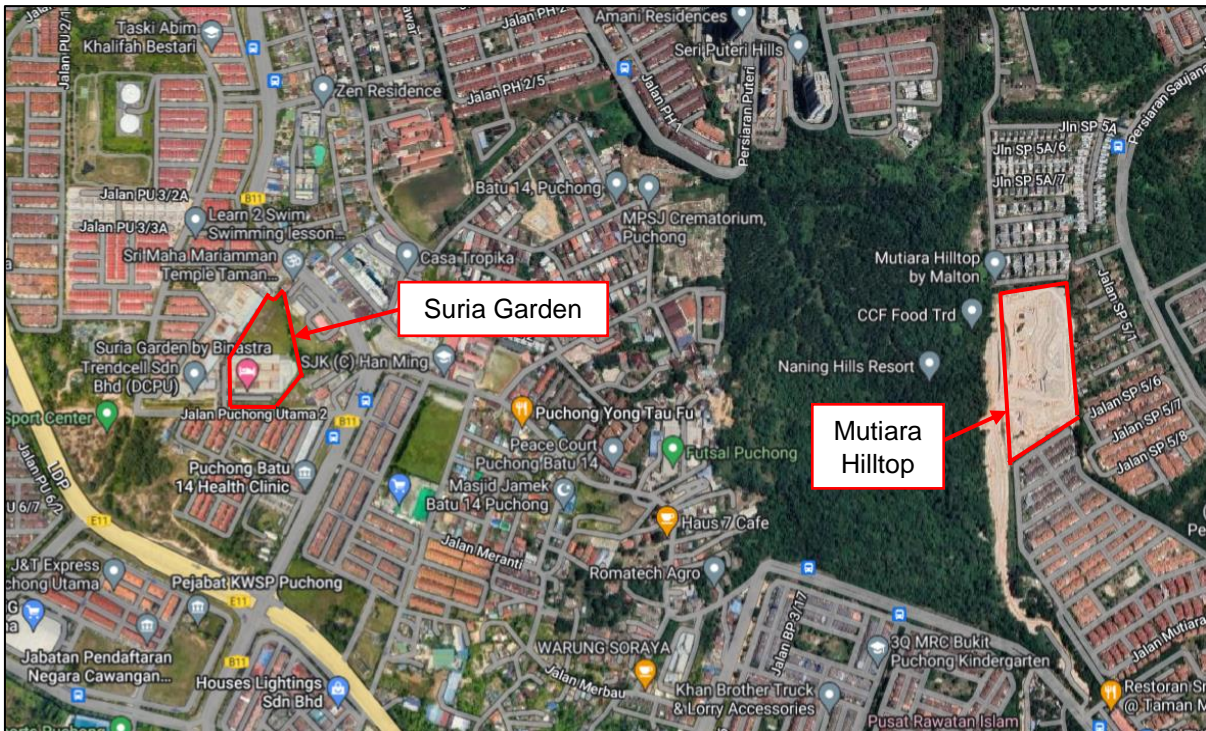 Taski Abim
Khalifah Bestari
Jalan PU 2/1
Zen Residence
Jalan PH 2/5
Amani Residences
Seri Puteri Hills
Jalan PH
Persiaran Puteri
Jln SP 5A
Jln SP 5A/6
Jln SP 5A/7
Persiaran Saujana
Jalan PU 3/2A
Jalan PU 3/3A
B11
Learn 2 Swim
Swimming lesson...
Batu 14, Puchong
MPSJ Crematorium,
Puchong
Sri Maha Mariamman
Temple Taman...
Casa Tropika
Mutiara Hilltop
by Malton
Jalan SP 5/1
CCF Food Trd
Suria Garden
Suria Garden by Binastra
Trendcell Sdn
Bhd (DCPU)
SJK (C) Han Ming
Naning Hills Resort
Jalan SP 5/6
Jalan SP 5/7
Jalan SP 5/8
Sport Center
Jalan Puchong Utama 2
B11
Puchong Yong Tau Fu
Mutiara
Hilltop
Peace Court
Puchong Batu 14
Futsal Puchong
LDP
Jalan PU 6/2
U 6/7
Puchong Batu
14 Health Clinic
Masjid Jamek
Batu 14 Puchong
E11
Haus 7 Cafe
Jalan Meranti
Romatech Agro
J&T Express
chong Utama
Pejabat KWSP Puchong
E11
Jalan BP 3/17
3Q MRC Bukit
Puchong Kindergarten
Jalan Mutiara
WARUNG SORAYA
B11
Jabatan Pendaftaran
Negara Cawangan...
Houses Lightings
Sdn Bhd
Jalan Merbau
Khan Brother Truck
& Lorry Accessories
Pusat Rawatan Islam
Restoran Sr
@ Taman M